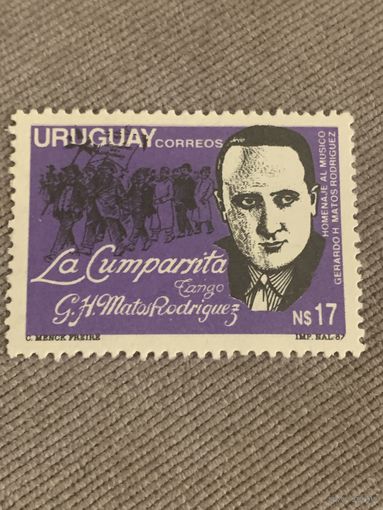 URUGUAY CORREOS
La Cumparsita
Tango
G.H. Matos Rodriguez
HOMENAJE AL MUSICO
GERARDO H. MATOS RODRIGUEZ
N$ 17
C. MENCK FREIRE
IMP. NAL. 87